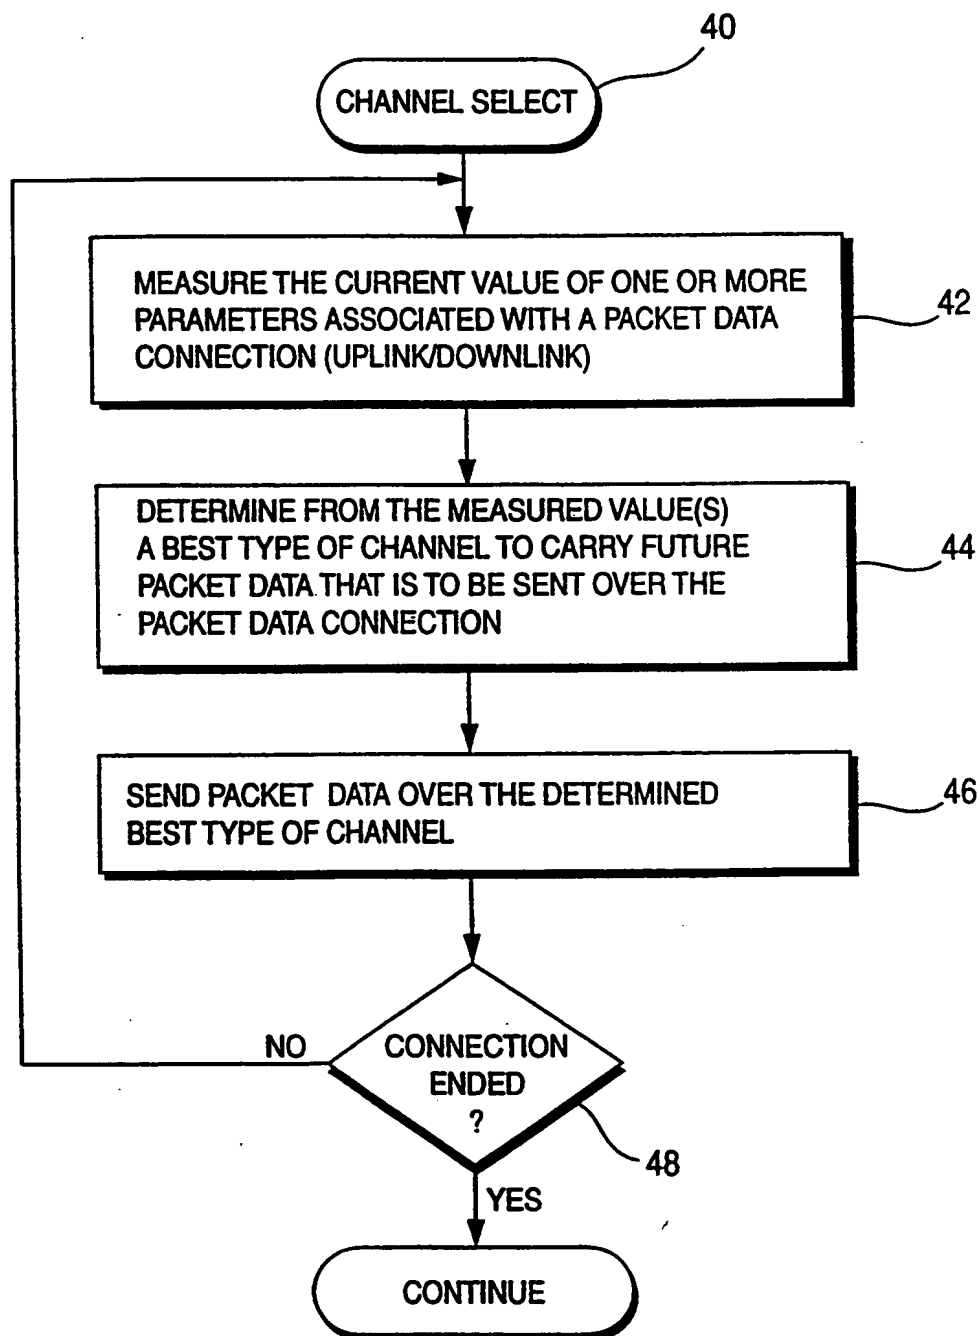 40
CHANNEL SELECT
MEASURE THE CURRENT VALUE OF ONE OR MORE
PARAMETERS ASSOCIATED WITH A PACKET DATA
CONNECTION (UPLINK/DOWNLINK)
42
DETERMINE FROM THE MEASURED VALUE(S)
A BEST TYPE OF CHANNEL TO CARRY FUTURE
PACKET DATA THAT IS TO BE SENT OVER THE
PACKET DATA CONNECTION
44
SEND PACKET DATA OVER THE DETERMINED
BEST TYPE OF CHANNEL
46
NO
CONNECTION
ENDED
?
48
YES
CONTINUE